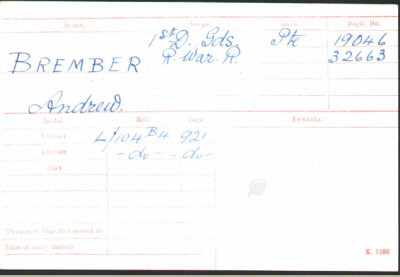 Name. Corps. Rank. Regtl. No.
1st D. Gds. Pte 19046
BREMBER R. War. R. 32663
Andrew.
Medal. Roll. Page Remarks.
Victory L/104 B4 921
British -do- -do-
Star
Theatre of War first served in
Date of entry therein
K. 1380